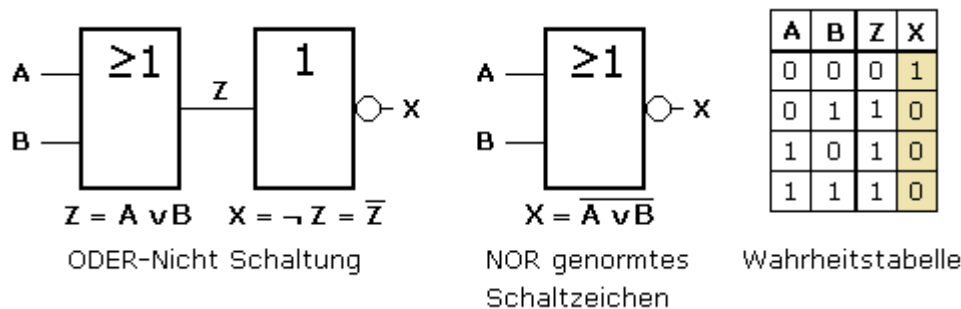 ≥1
1
A
Z
X
B
Z = A ∨ B
X = ¬ Z = Z̅
ODER-Nicht Schaltung
≥1
A
X
B
X = A̅ ̅∨̅ ̅B̅
NOR genormtes
Schaltzeichen
A B Z X
0 0 0 1
0 1 1 0
1 0 1 0
1 1 1 0
Wahrheitstabelle